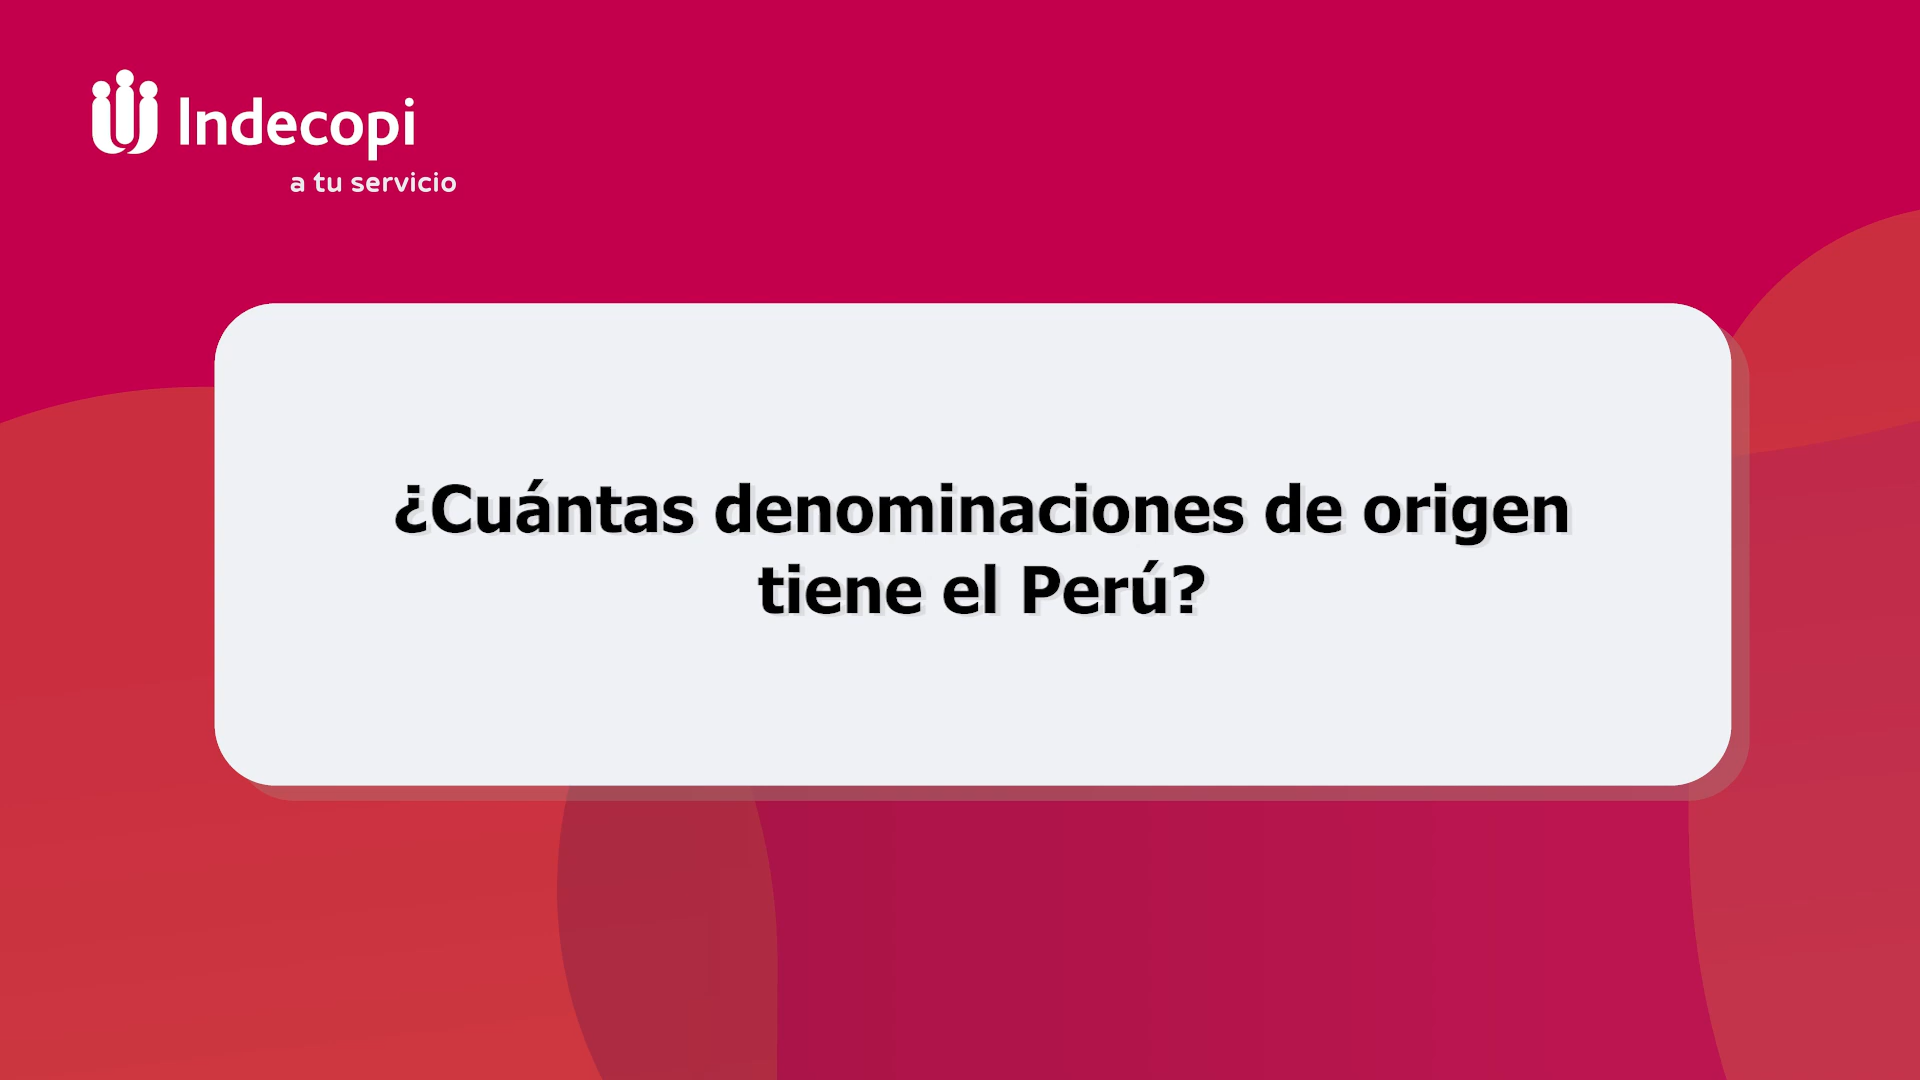 Indecopi
a tu servicio
¿Cuántas denominaciones de origen
tiene el Perú?